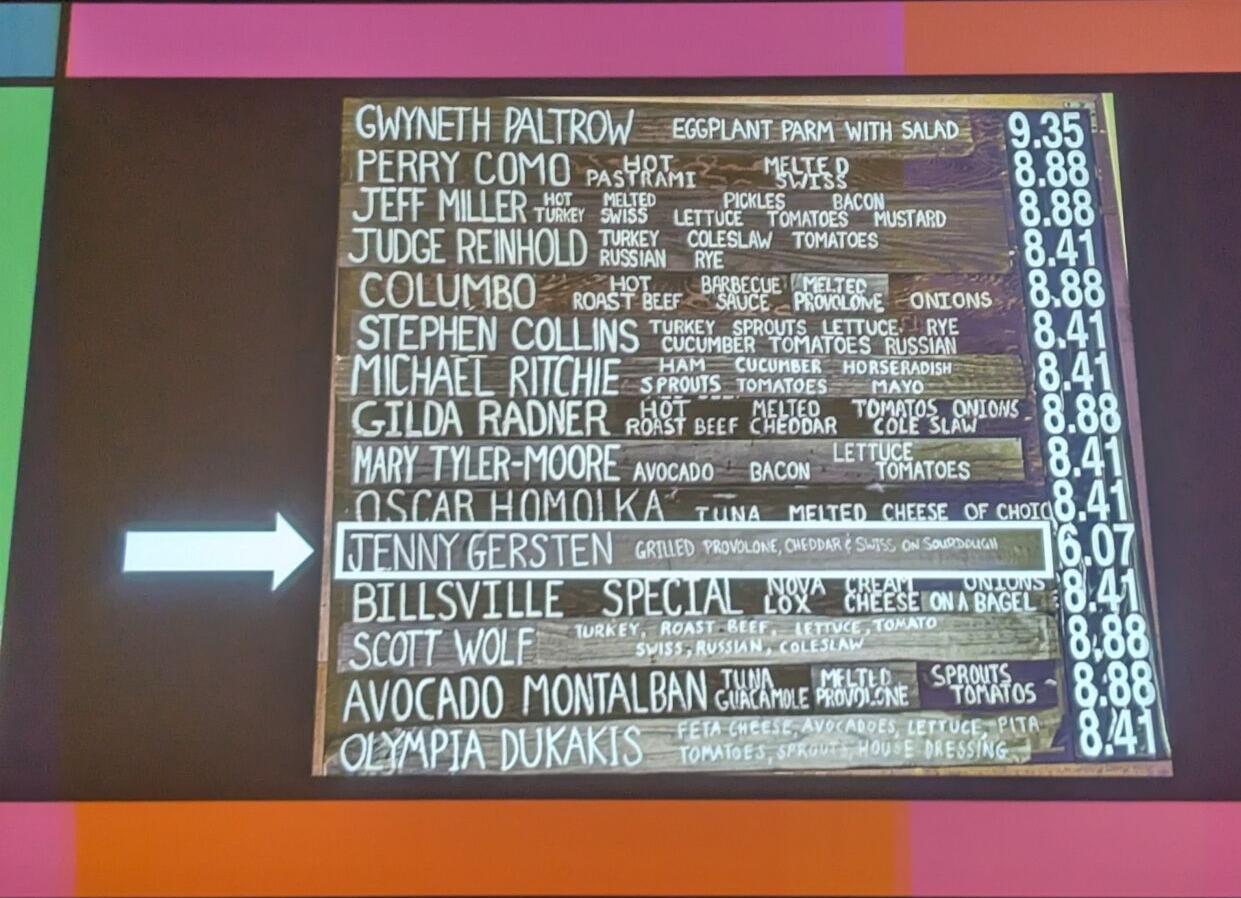 GWYNETH PALTROW EGGPLANT PARM WITH SALAD 9.35
PERRY COMO HOT PASTRAMI MELTED SWISS 8.88
JEFF MILLER HOT TURKEY MELTED SWISS LETTUCE PICKLES TOMATOES BACON MUSTARD 8.88
JUDGE REINHOLD TURKEY RUSSIAN COLESLAW RYE TOMATOES 8.41
COLUMBO HOT ROAST BEEF BARBECUE SAUCE MELTED PROVOLONE ONIONS 8.88
STEPHEN COLLINS TURKEY SPROUTS LETTUCE RYE CUCUMBER TOMATOES RUSSIAN 8.41
MICHAEL RITCHIE HAM CUCUMBER HORSERADISH SPROUTS TOMATOES MAYO 8.41
GILDA RADNER HOT ROAST BEEF MELTED CHEDDAR TOMATOS ONIONS COLE SLAW 8.88
MARY TYLER-MOORE AVOCADO BACON LETTUCE TOMATOES 8.41
OSCAR HOMOLKA TUNA MELTED CHEESE OF CHOIC 8.41
JENNY GERSTEN GRILLED PROVOLONE, CHEDDAR & SWISS ON SOURDOUGH 6.07
BILLSVILLE SPECIAL NOVA LOX CREAM CHEESE ONIONS ON A BAGEL 8.41
SCOTT WOLF TURKEY, ROAST BEEF, LETTUCE, TOMATO SWISS, RUSSIAN, COLESLAW 8.88
AVOCADO MONTALBAN TUNA GUACAMOLE MELTED PROVOLONE SPROUTS TOMATOS 8.88
OLYMPIA DUKAKIS FETA CHEESE, AVOCADOES, LETTUCE, PITA TOMATOES, SPROUTS, HOUSE DRESSING 8.41